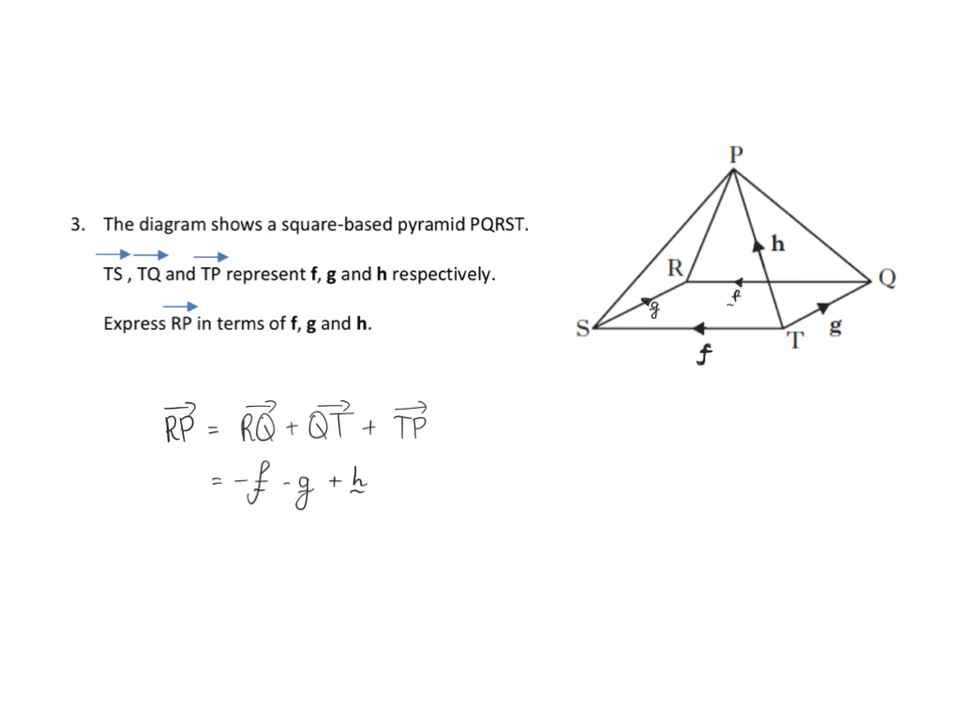 3. The diagram shows a square-based pyramid PQRST.
TS , TQ and TP represent f, g and h respectively.
Express RP in terms of f, g and h.
P
h
R
Q
f
g
S
T
g
f
RP = RQ + QT + TP
= -f - g + h